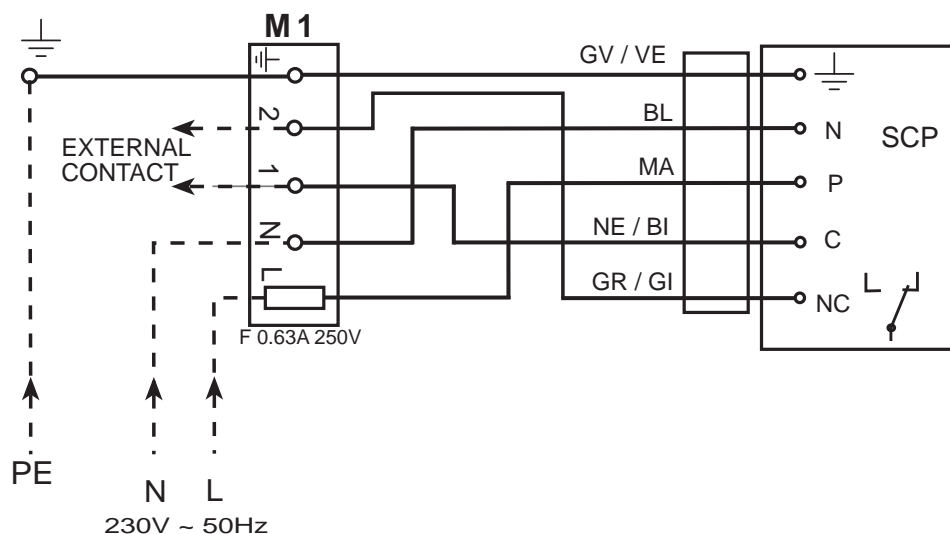 M 1
GV / VE
2
BL
N
SCP
EXTERNAL
CONTACT
1
MA
P
N
NE / BI
C
L
GR / GI
NC
F 0.63A 250V
PE
N
L
230V ~ 50Hz